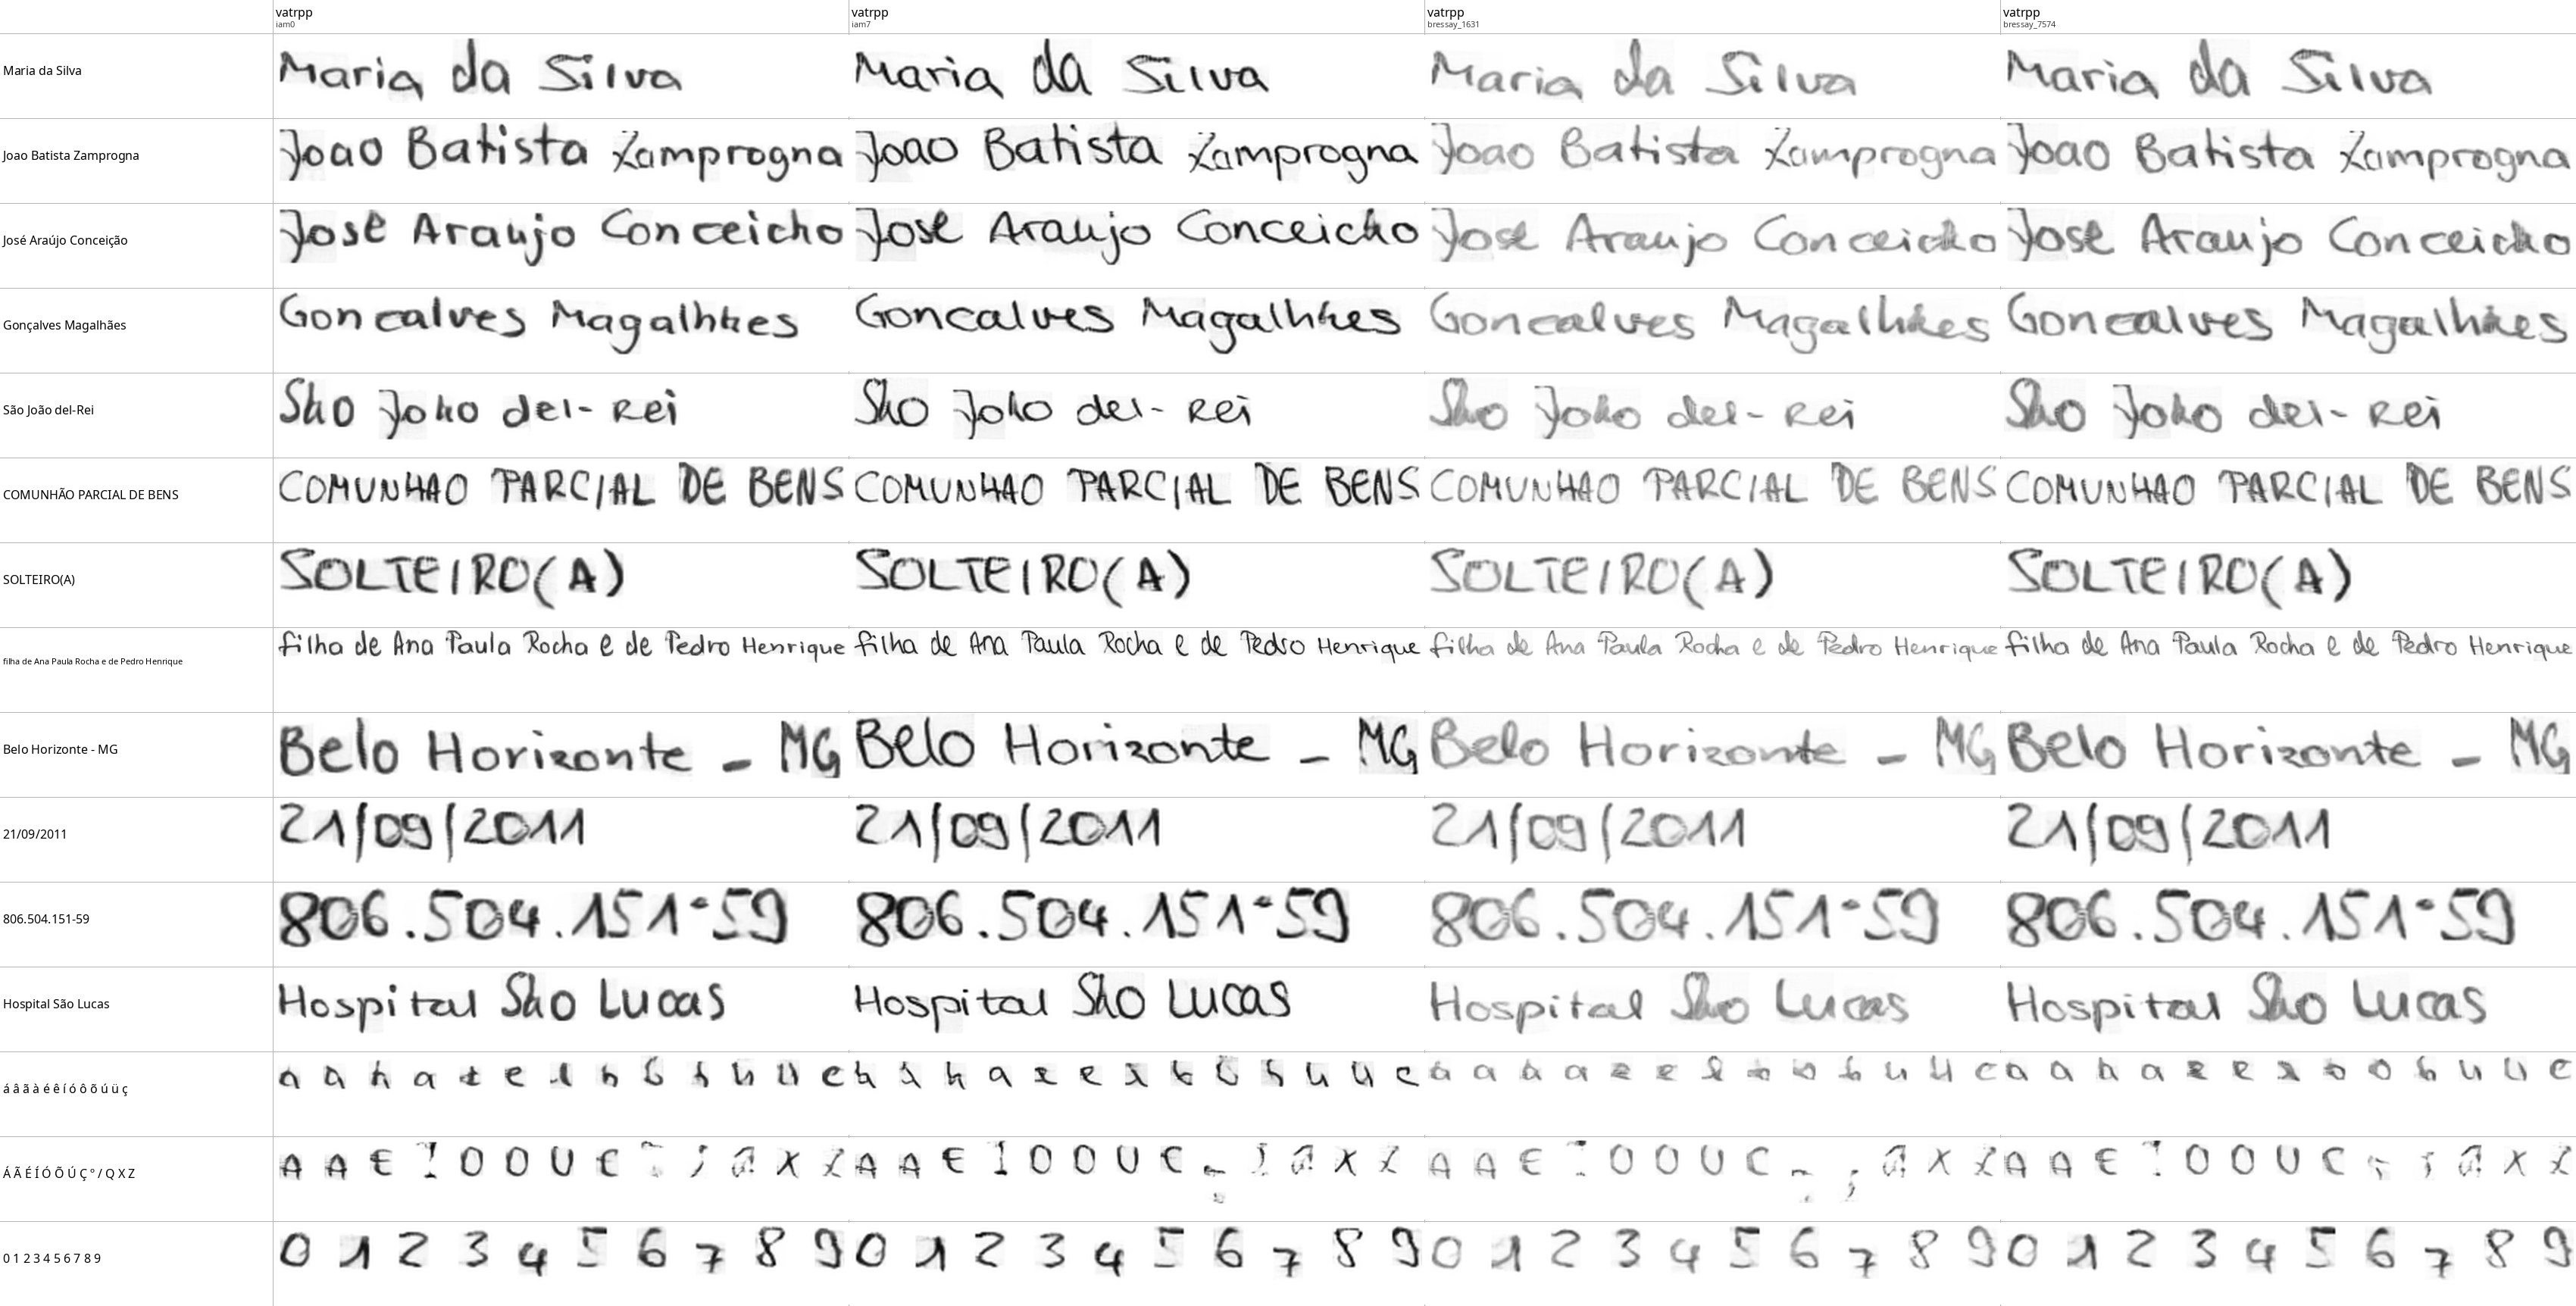 vatrpp vatrpp vatrpp vatrpp
iam0 iam7 bressay_1631 bressay_7574
Maria da Silva Maria da Silva Maria da Silva Maria da Silva Maria da Silva
Joao Batista Zamprogna Joao Batista Zamprogna Joao Batista Zamprogna Joao Batista Zamprogna Joao Batista Zamprogna
José Araújo Conceição Jose Araujo Conceicho Jose Araujo Conceicho Jose Araujo Conceicho Jose Araujo Conceicho
Gonçalves Magalhães Goncalves Magalhhes Goncalves Magalhhes Goncalves Magalhhes Goncalves Magalhhes
São João del-Rei Sho Joho del-Rei Sho Joho del-Rei Sho Joho del-Rei Sho Joho del-Rei
COMUNHÃO PARCIAL DE BENS COMUNHAO PARCIAL DE BENS COMUNHAO PARCIAL DE BENS COMUNHAO PARCIAL DE BENS COMUNHAO PARCIAL DE BENS
SOLTEIRO(A) SOLTEIRO(A) SOLTEIRO(A) SOLTEIRO(A) SOLTEIRO(A)
filha de Ana Paula Rocha e de Pedro Henrique filha de Ana Paula Rocha e de Pedro Henrique filha de Ana Paula Rocha e de Pedro Henrique filha de Ana Paula Rocha e de Pedro Henrique filha de Ana Paula Rocha e de Pedro Henrique
Belo Horizonte - MG Belo Horizonte - MG Belo Horizonte - MG Belo Horizonte - MG Belo Horizonte - MG
21/09/2011 21/09/2011 21/09/2011 21/09/2011 21/09/2011
806.504.151-59 806.504.151-59 806.504.151-59 806.504.151-59 806.504.151-59
Hospital São Lucas Hospital Sho Lucas Hospital Sho Lucas Hospital Sho Lucas Hospital Sho Lucas
á â ã à é ê í ó ô õ ú ü ç
Á Ã É Í Ó Õ Ú Ç º / Q X Z
0 1 2 3 4 5 6 7 8 9 0 1 2 3 4 5 6 7 8 9 0 1 2 3 4 5 6 7 8 9 0 1 2 3 4 5 6 7 8 9 0 1 2 3 4 5 6 7 8 9